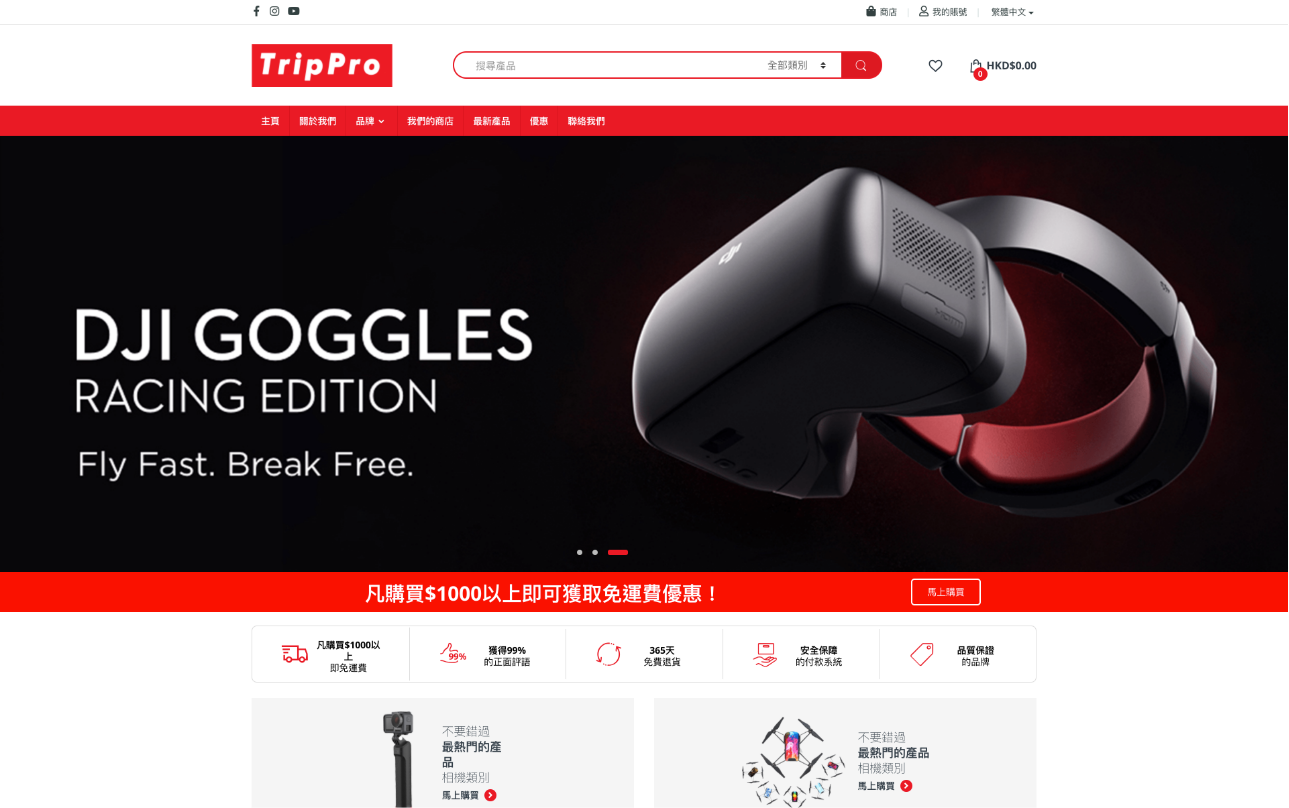 商店
我的賬號
繁體中文
TripPro
搜尋產品
全部類別
0
HKD$0.00
主頁
關於我們
品牌
我們的商店
最新產品
優惠
聯絡我們
DJI GOGGLES
RACING EDITION
Fly Fast. Break Free.
凡購買$1000以上即可獲取免運費優惠！
馬上購買
凡購買$1000以
上
即免運費
99%
獲得99%
的正面評語
365天
免費退貨
安全保障
的付款系統
品質保證
的品牌
不要錯過
最熱門的產
品
相機類別
馬上購買
不要錯過
最熱門的產品
相機類別
馬上購買